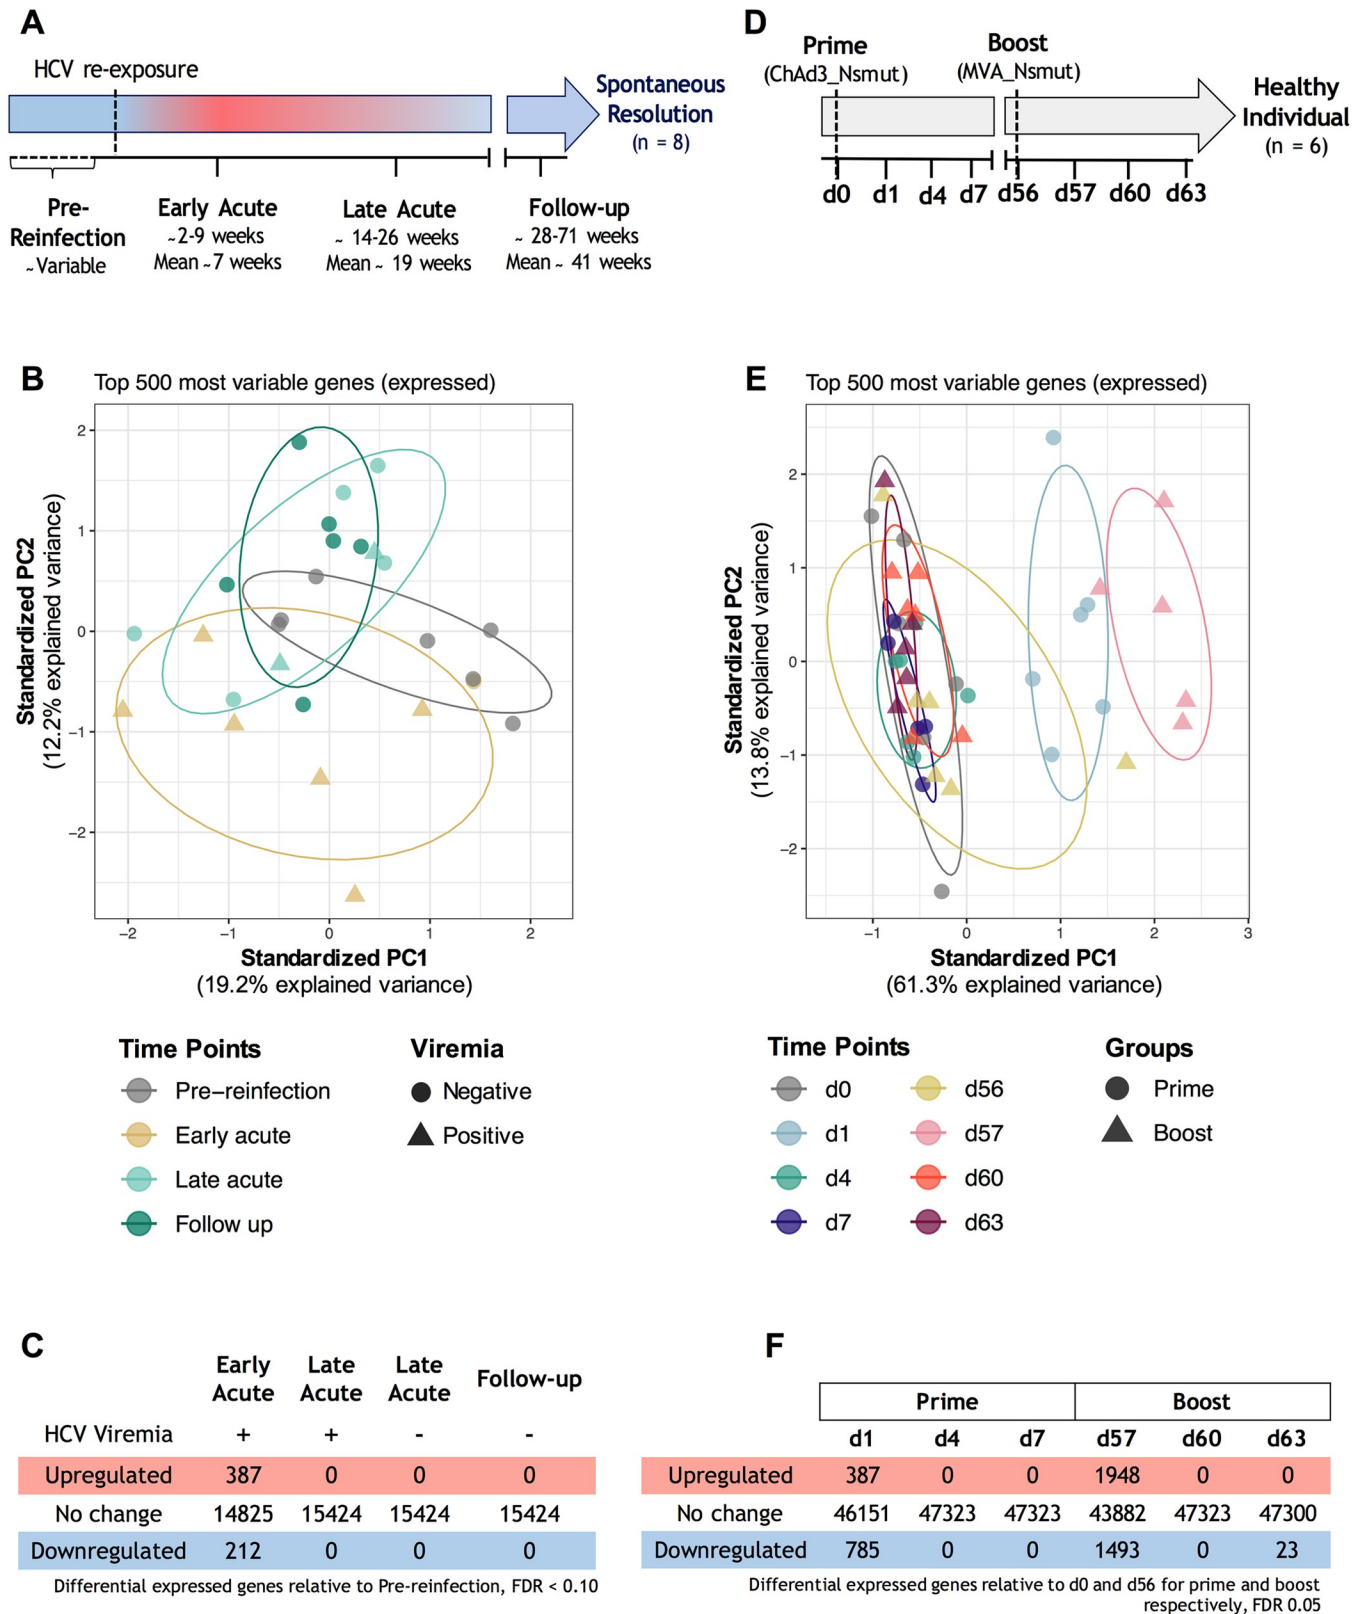 A
HCV re-exposure
Spontaneous
Resolution
(n = 8)
Pre-
Reinfection
~Variable
Early Acute
~2-9 weeks
Mean ~7 weeks
Late Acute
~ 14-26 weeks
Mean ~ 19 weeks
Follow-up
~ 28-71 weeks
Mean ~ 41 weeks
D
Prime
(ChAd3_Nsmut)
Boost
(MVA_Nsmut)
Healthy
Individual
(n = 6)
d0 d1 d4 d7 d56 d57 d60 d63
B
Top 500 most variable genes (expressed)
Standardized PC2
(12.2% explained variance)
2
1
0
−1
−2
−2 −1 0 1 2
Standardized PC1
(19.2% explained variance)
Time Points
Pre−reinfection
Early acute
Late acute
Follow up
Viremia
Negative
Positive
E
Top 500 most variable genes (expressed)
Standardized PC2
(13.8% explained variance)
2
1
0
−1
−2
−1 0 1 2 3
Standardized PC1
(61.3% explained variance)
Time Points
d0 d56
d1 d57
d4 d60
d7 d63
Groups
Prime
Boost
C
Early Acute Late Acute Late Acute Follow-up
HCV Viremia + + - -
Upregulated 387 0 0 0
No change 14825 15424 15424 15424
Downregulated 212 0 0 0
Differential expressed genes relative to Pre-reinfection, FDR < 0.10
F
Prime Boost
d1 d4 d7 d57 d60 d63
Upregulated 387 0 0 1948 0 0
No change 46151 47323 47323 43882 47323 47300
Downregulated 785 0 0 1493 0 23
Differential expressed genes relative to d0 and d56 for prime and boost
respectively, FDR 0.05